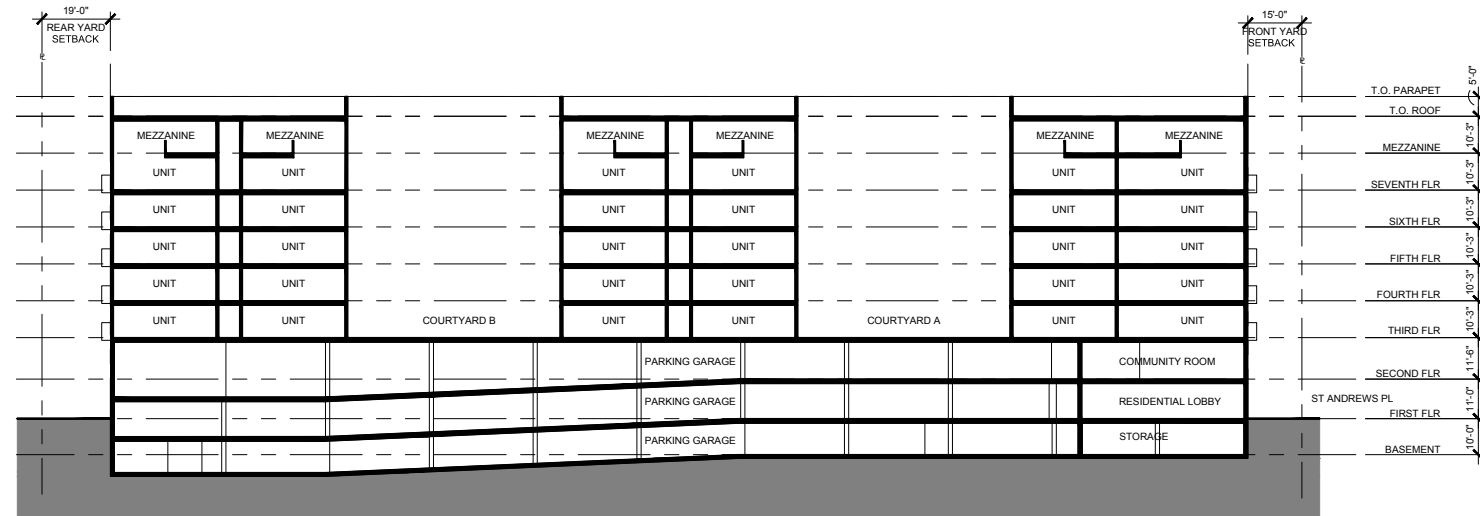 19'-0"
REAR YARD
SETBACK
15'-0"
FRONT YARD
SETBACK
5'-0"
T.O. PARAPET
T.O. ROOF
MEZZANINE MEZZANINE MEZZANINE MEZZANINE MEZZANINE MEZZANINE
10'-3"
MEZZANINE
UNIT UNIT UNIT UNIT UNIT UNIT
10'-3"
SEVENTH FLR
UNIT UNIT UNIT UNIT UNIT UNIT
10'-3"
SIXTH FLR
UNIT UNIT UNIT UNIT UNIT UNIT
10'-3"
FIFTH FLR
UNIT UNIT UNIT UNIT UNIT UNIT
10'-3"
FOURTH FLR
UNIT UNIT COURTYARD B UNIT UNIT COURTYARD A UNIT UNIT
10'-3"
THIRD FLR
PARKING GARAGE COMMUNITY ROOM
11'-6"
SECOND FLR
PARKING GARAGE RESIDENTIAL LOBBY ST ANDREWS PL
11'-0"
FIRST FLR
PARKING GARAGE STORAGE
10'-0"
BASEMENT